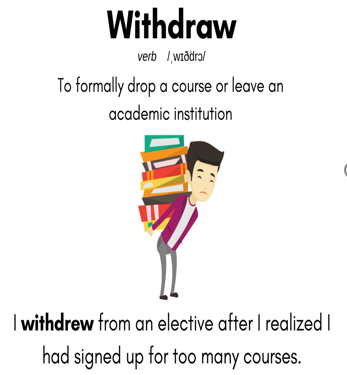 Withdraw
verb /ˌwɪðˈdrɔ/
To formally drop a course or leave an
academic institution
I withdrew from an elective after I realized I
had signed up for too many courses.